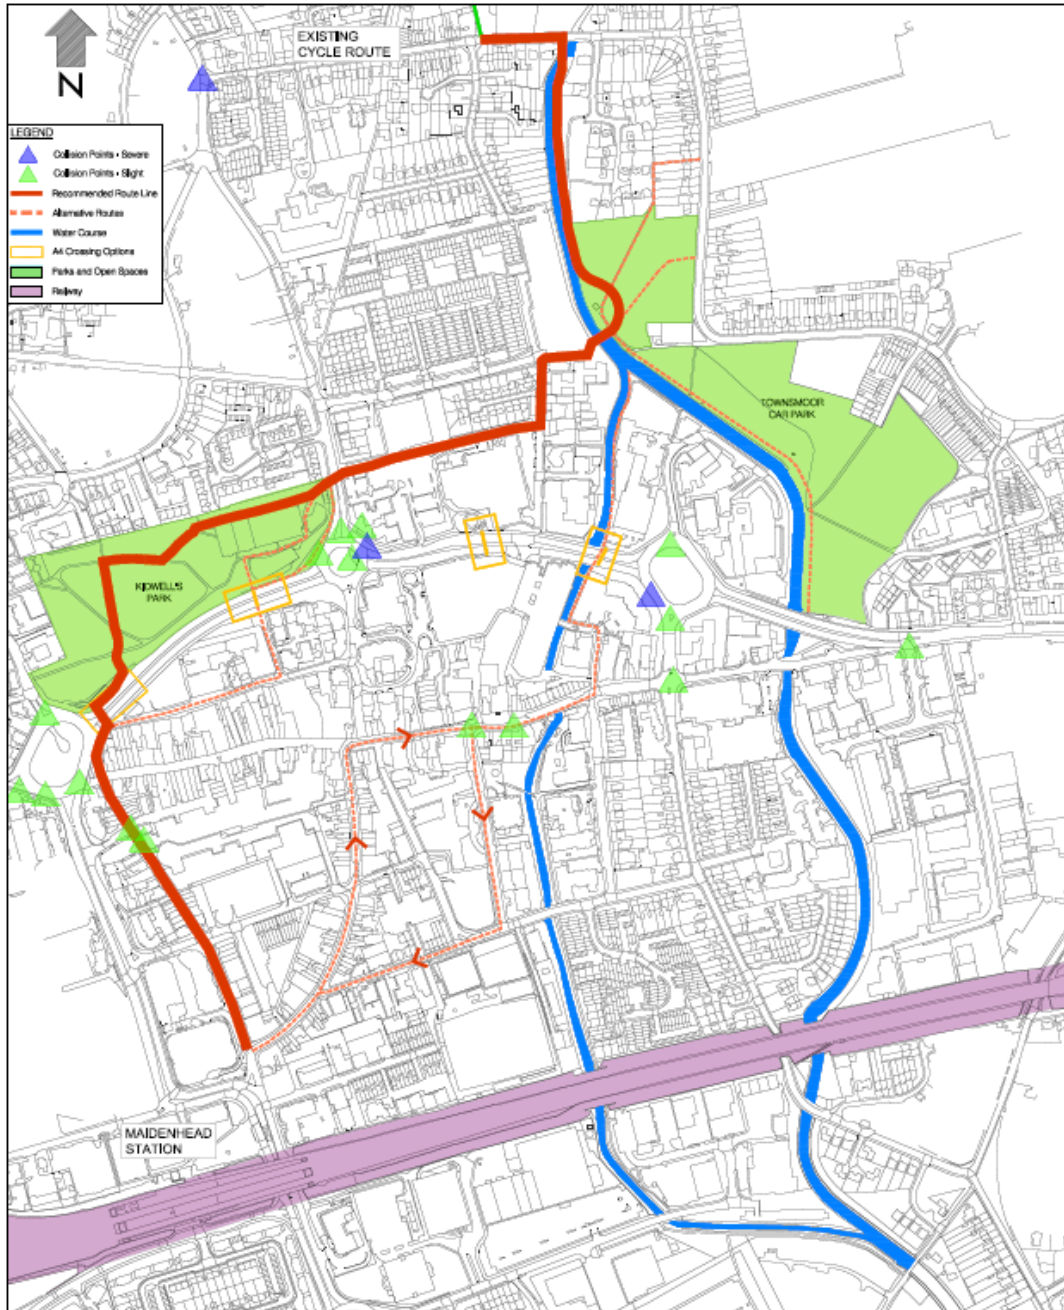 EXISTING
CYCLE ROUTE
N
LEGEND
Collision Points - Severe
Collision Points - Slight
Recommended Route Line
Alternative Routes
Water Course
A4 Crossing Options
Parks and Open Spaces
Railway
TOWNSMOOR
CAR PARK
KIDWELL'S
PARK
MAIDENHEAD
STATION